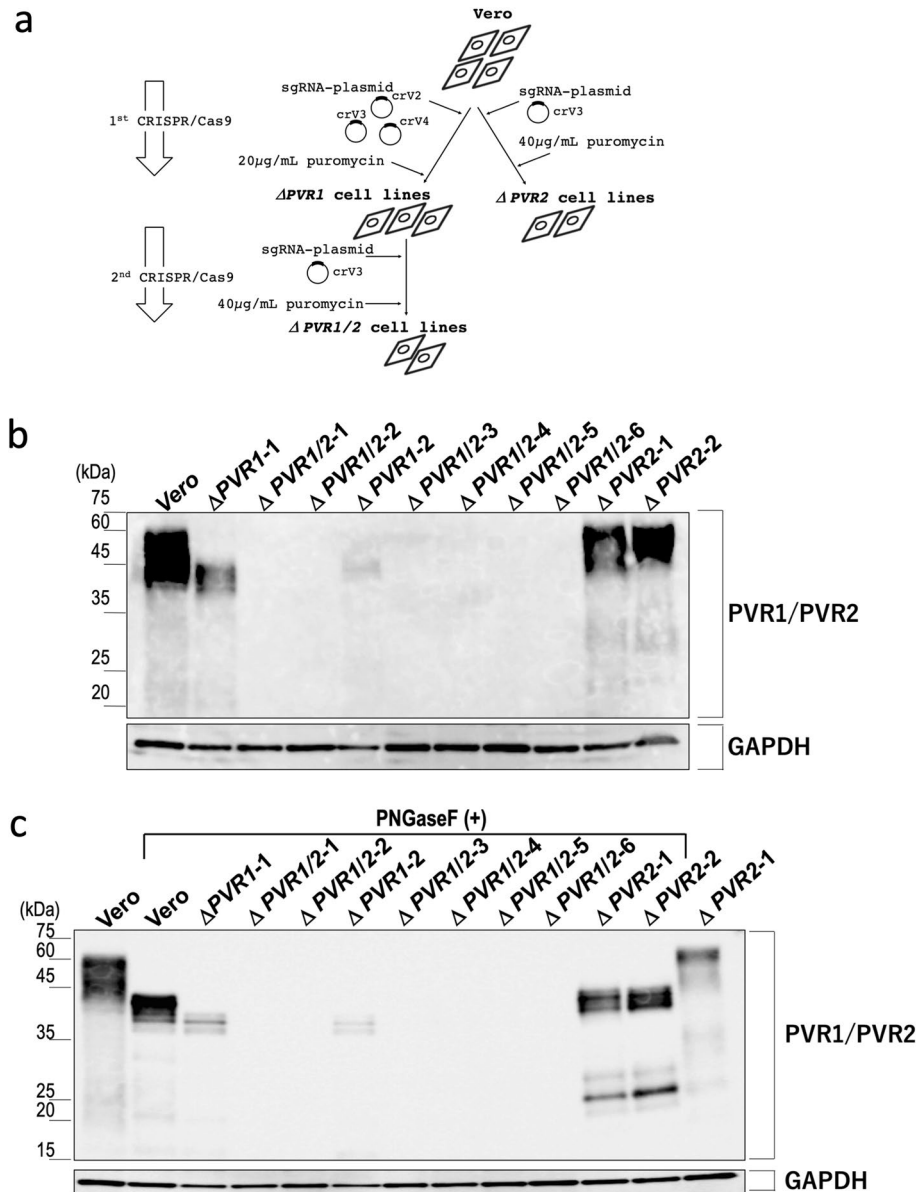 a
Vero
sgRNA-plasmid
crV2
crV3
crV4
sgRNA-plasmid
crV3
1st CRISPR/Cas9
40µg/mL puromycin
20µg/mL puromycin
ΔPVR1 cell lines
ΔPVR2 cell lines
sgRNA-plasmid
crV3
2nd CRISPR/Cas9
40µg/mL puromycin
ΔPVR1/2 cell lines
b
Vero
ΔPVR1-1
ΔPVR1/2-1
ΔPVR1/2-2
ΔPVR1-2
ΔPVR1/2-3
ΔPVR1/2-4
ΔPVR1/2-5
ΔPVR1/2-6
ΔPVR2-1
ΔPVR2-2
(kDa)
75
60
45
35
25
20
PVR1/PVR2
GAPDH
c
PNGaseF (+)
Vero
Vero
ΔPVR1-1
ΔPVR1/2-1
ΔPVR1/2-2
ΔPVR1-2
ΔPVR1/2-3
ΔPVR1/2-4
ΔPVR1/2-5
ΔPVR1/2-6
ΔPVR2-1
ΔPVR2-2
ΔPVR2-1
(kDa)
75
60
45
35
25
20
15
PVR1/PVR2
GAPDH